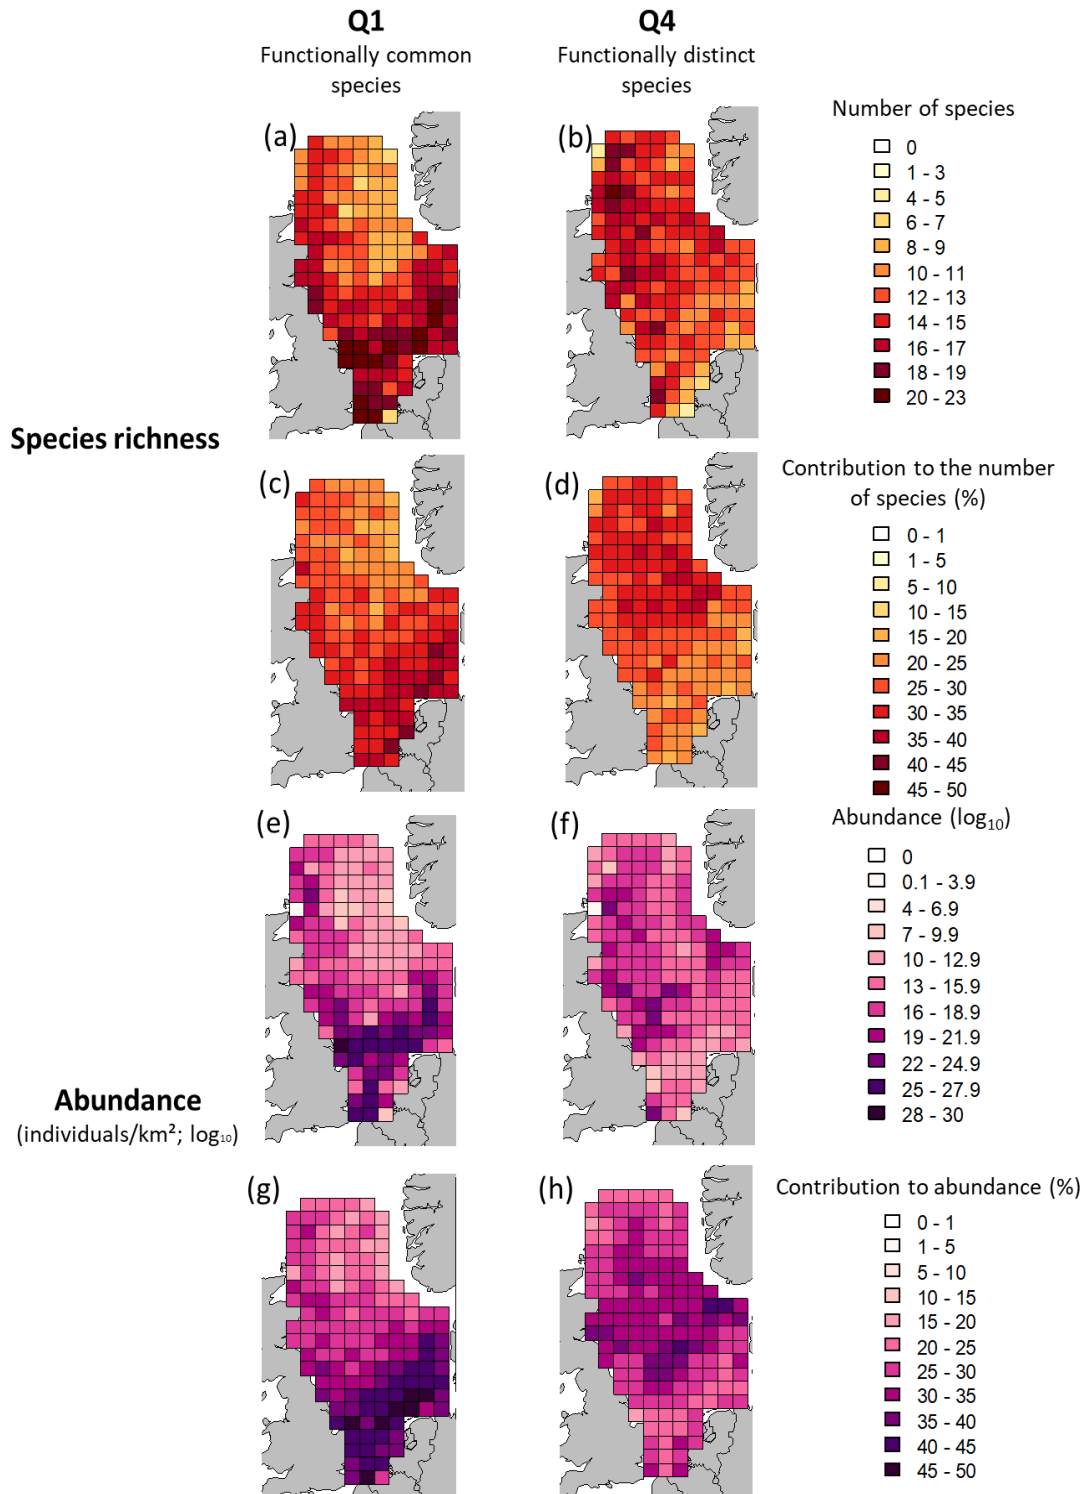 Q1
Functionally common
species
Q4
Functionally distinct
species
(a)
(b)
Number of species
0
1 - 3
4 - 5
6 - 7
8 - 9
10 - 11
12 - 13
14 - 15
16 - 17
18 - 19
20 - 23
Species richness
(c)
(d)
Contribution to the number
of species (%)
0 - 1
1 - 5
5 - 10
10 - 15
15 - 20
20 - 25
25 - 30
30 - 35
35 - 40
40 - 45
45 - 50
(e)
(f)
Abundance (log₁₀)
0
0.1 - 3.9
4 - 6.9
7 - 9.9
10 - 12.9
13 - 15.9
16 - 18.9
19 - 21.9
22 - 24.9
25 - 27.9
28 - 30
Abundance
(individuals/km²; log₁₀)
(g)
(h)
Contribution to abundance (%)
0 - 1
1 - 5
5 - 10
10 - 15
15 - 20
20 - 25
25 - 30
30 - 35
35 - 40
40 - 45
45 - 50